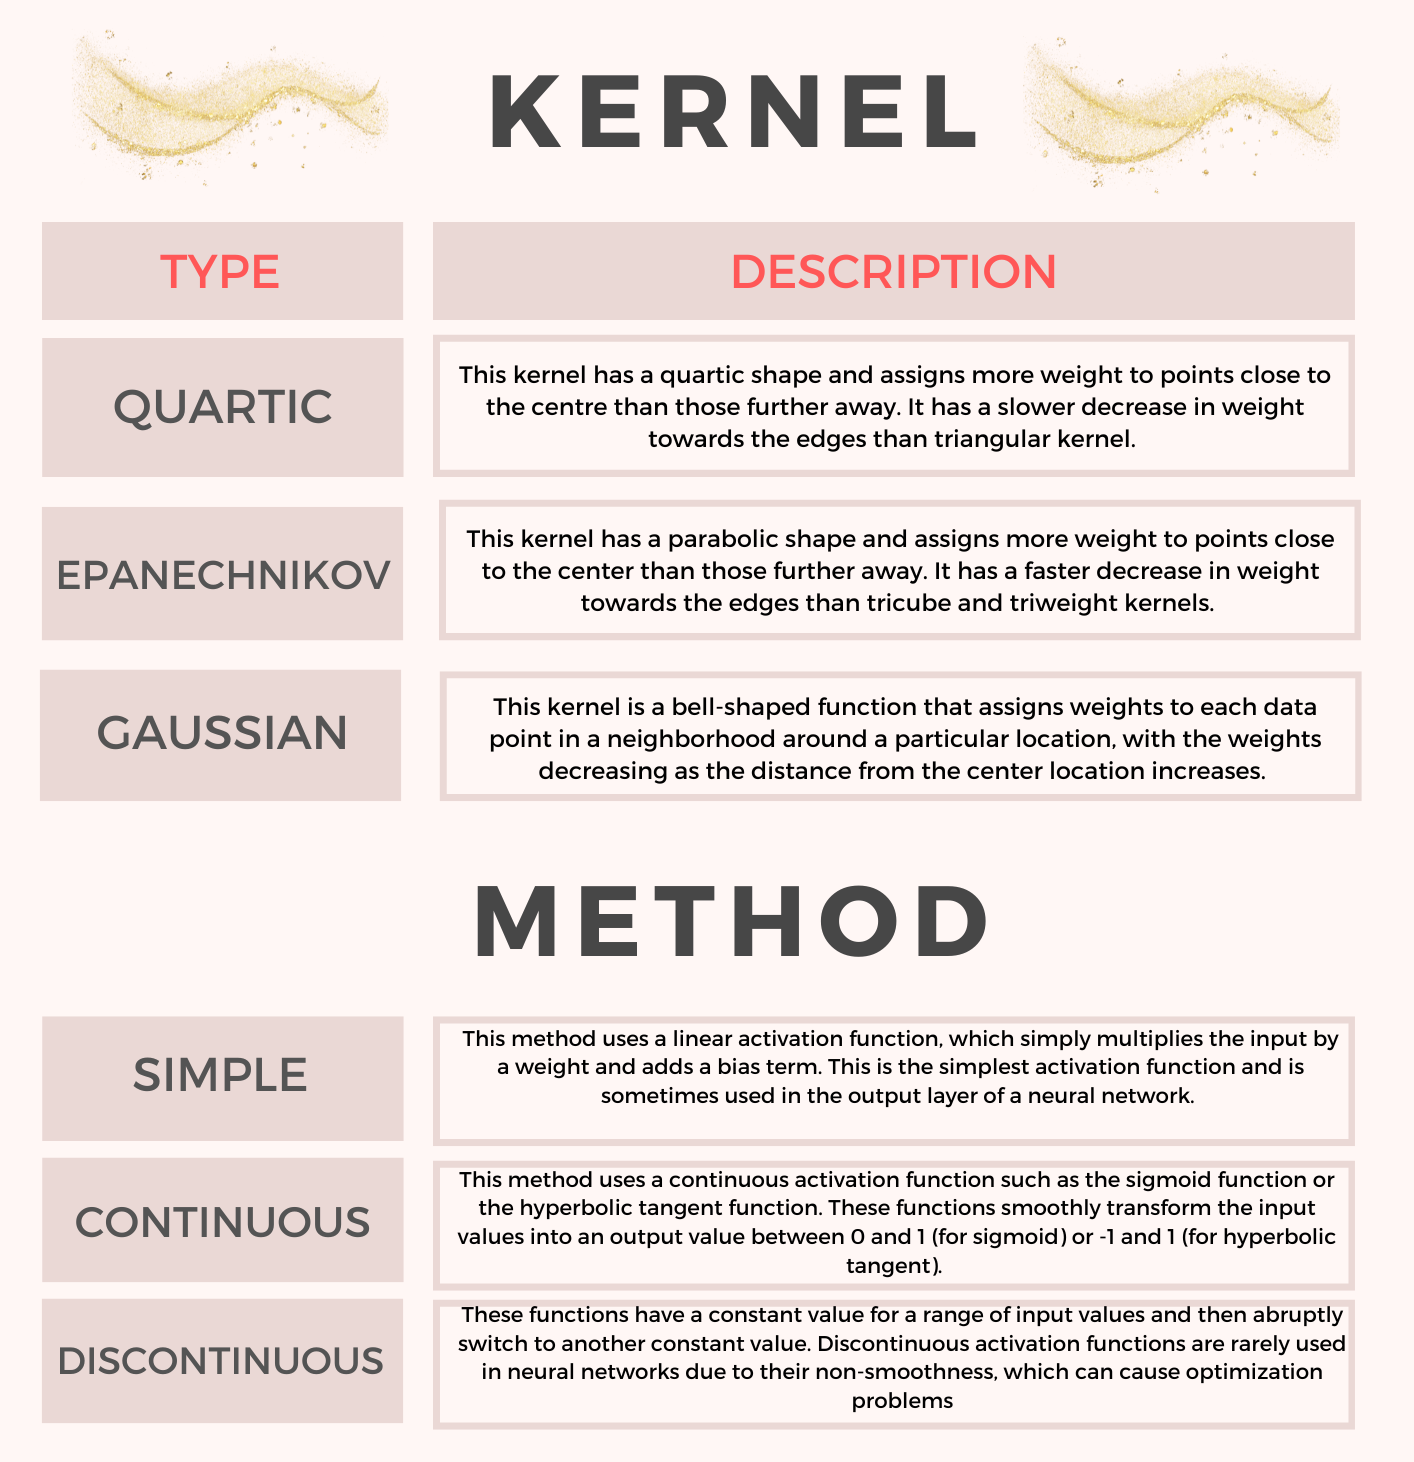 KERNEL
TYPE
DESCRIPTION
QUARTIC
This kernel has a quartic shape and assigns more weight to points close to
the centre than those further away. It has a slower decrease in weight
towards the edges than triangular kernel.
EPANECHNIKOV
This kernel has a parabolic shape and assigns more weight to points close
to the center than those further away. It has a faster decrease in weight
towards the edges than tricube and triweight kernels.
GAUSSIAN
This kernel is a bell-shaped function that assigns weights to each data
point in a neighborhood around a particular location, with the weights
decreasing as the distance from the center location increases.
METHOD
SIMPLE
This method uses a linear activation function, which simply multiplies the input by
a weight and adds a bias term. This is the simplest activation function and is
sometimes used in the output layer of a neural network.
CONTINUOUS
This method uses a continuous activation function such as the sigmoid function or
the hyperbolic tangent function. These functions smoothly transform the input
values into an output value between 0 and 1 (for sigmoid) or -1 and 1 (for hyperbolic
tangent).
DISCONTINUOUS
These functions have a constant value for a range of input values and then abruptly
switch to another constant value. Discontinuous activation functions are rarely used
in neural networks due to their non-smoothness, which can cause optimization
problems